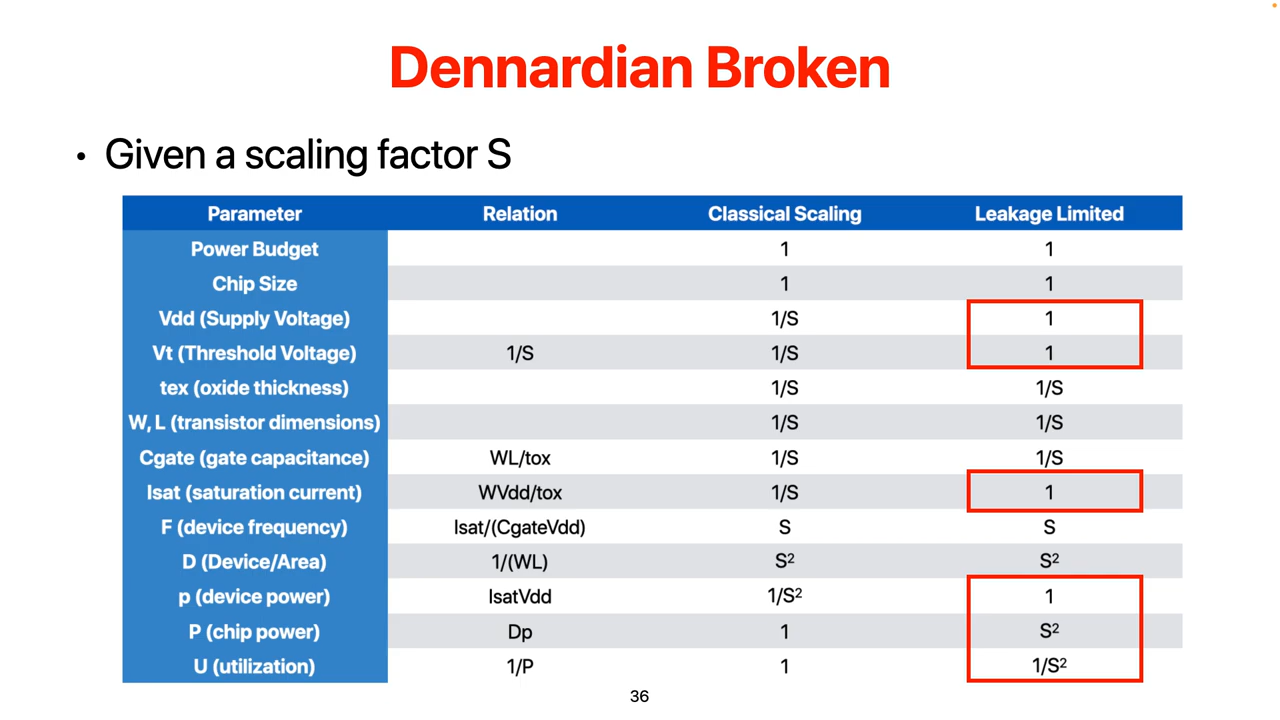 Dennardian Broken
• Given a scaling factor S
Parameter Relation Classical Scaling Leakage Limited
Power Budget 1 1
Chip Size 1 1
Vdd (Supply Voltage) 1/S 1
Vt (Threshold Voltage) 1/S 1/S 1
tex (oxide thickness) 1/S 1/S
W, L (transistor dimensions) 1/S 1/S
Cgate (gate capacitance) WL/tox 1/S 1/S
Isat (saturation current) WVdd/tox 1/S 1
F (device frequency) Isat/(CgateVdd) S S
D (Device/Area) 1/(WL) S² S²
p (device power) IsatVdd 1/S² 1
P (chip power) Dp 1 S²
U (utilization) 1/P 1 1/S²
36